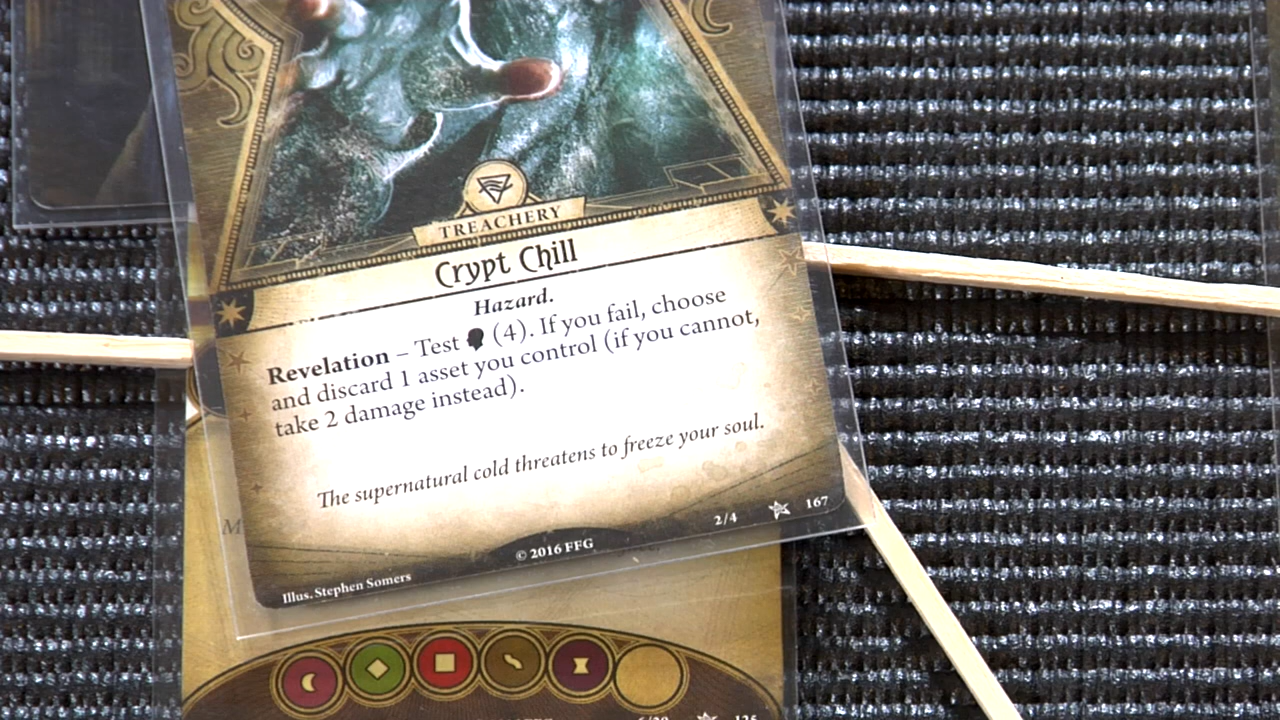 TREACHERY
Crypt Chill
Hazard.
Revelation – Test (4). If you fail, choose
and discard 1 asset you control (if you cannot,
take 2 damage instead).
The supernatural cold threatens to freeze your soul.
2/4 167
© 2016 FFG
Illus. Stephen Somers
M